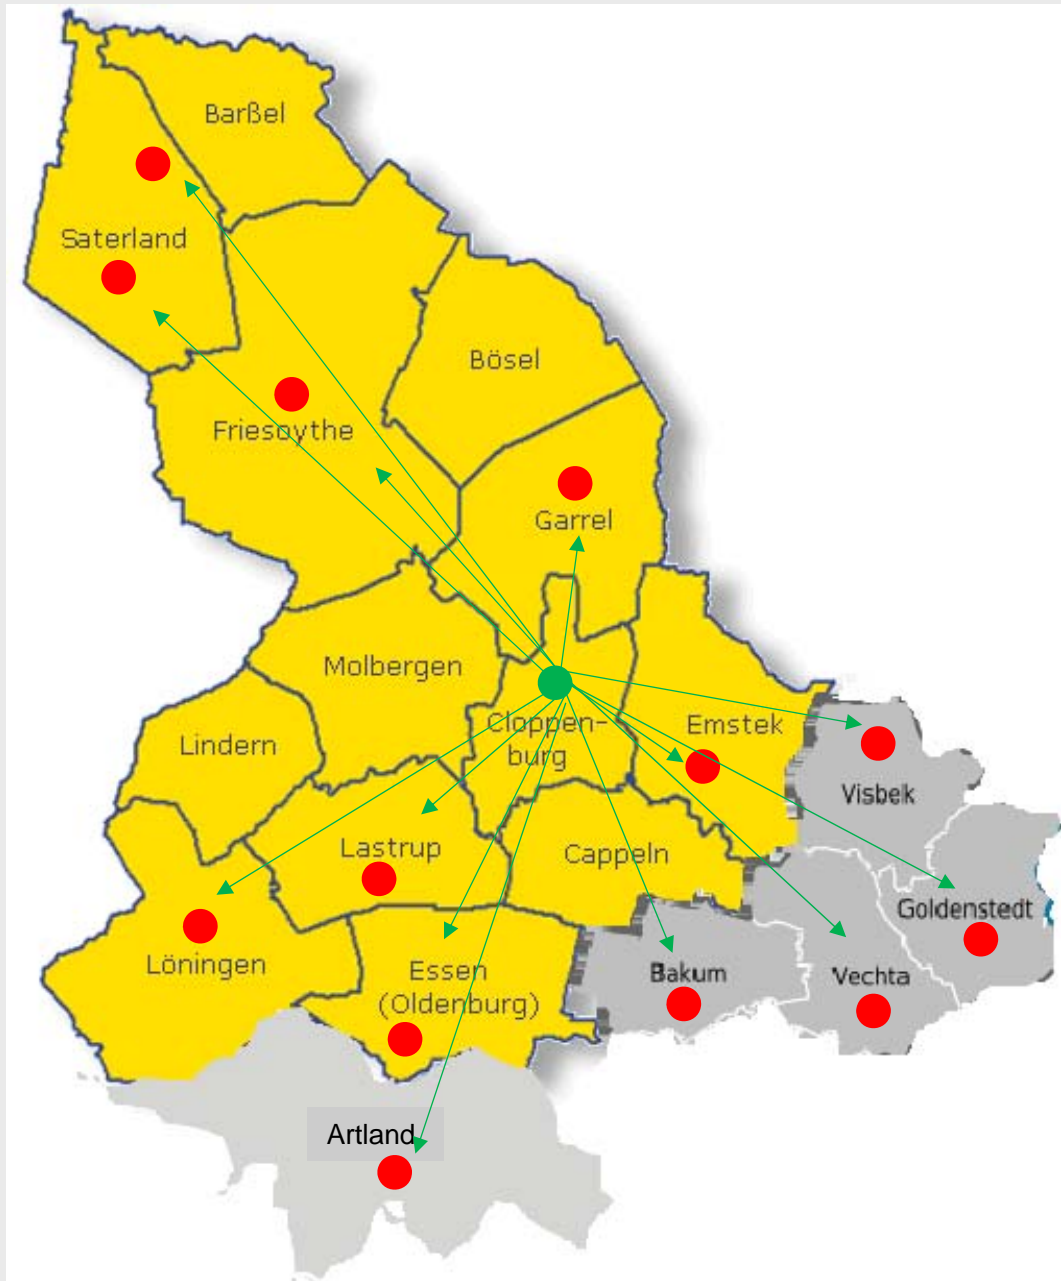 Barßel
Saterland
Bösel
Friesoythe
Garrel
Molbergen
Cloppen-
burg
Emstek
Lindern
Visbek
Lastrup
Cappeln
Goldenstedt
Löningen
Essen
(Oldenburg)
Bakum
Vechta
Artland